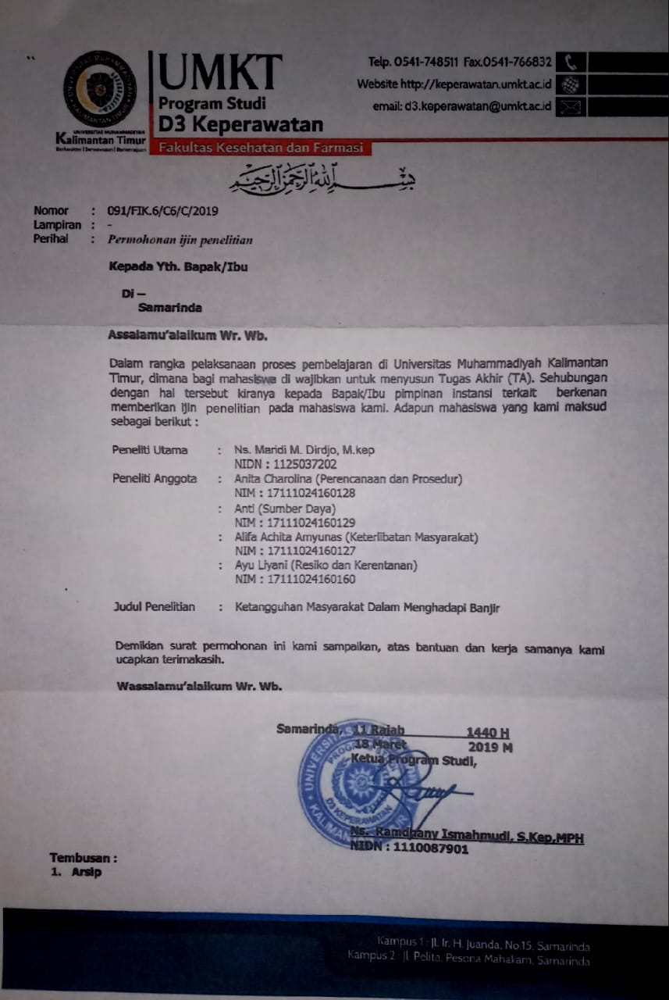 UNIVERSITAS MUHAMMADIYAH
KALIMANTAN TIMUR
UNIVERSITAS MUHAMMADIYAH
Kalimantan Timur
Berkarakter | Berwawasan | Berkemajuan
UMKT
Program Studi
D3 Keperawatan
Fakultas Kesehatan dan Farmasi
Telp. 0541-748511 Fax.0541-766832
Website http://keperawatan.umkt.ac.id
email: d3.keperawatan@umkt.ac.id
بسم الله الرحمن الرحيم
Nomor : 091/FIK.6/C6/C/2019
Lampiran : -
Perihal : Permohonan ijin penelitian
Kepada Yth. Bapak/Ibu
Di –
Samarinda
Assalamu'alaikum Wr. Wb.
Dalam rangka pelaksanaan proses pembelajaran di Universitas Muhammadiyah Kalimantan
Timur, dimana bagi mahasiswa di wajibkan untuk menyusun Tugas Akhir (TA). Sehubungan
dengan hal tersebut kiranya kepada Bapak/Ibu pimpinan instansi terkait berkenan
memberikan ijin penelitian pada mahasiswa kami. Adapun mahasiswa yang kami maksud
sebagai berikut :
Peneliti Utama : Ns. Maridi M. Dirdjo, M.kep
NIDN : 1125037202
Peneliti Anggota : Anita Charolina (Perencanaan dan Prosedur)
NIM : 17111024160128
: Anti (Sumber Daya)
NIM : 17111024160129
: Alifa Achita Amyunas (Keterlibatan Masyarakat)
NIM : 17111024160127
: Ayu Liyani (Resiko dan Kerentanan)
NIM : 17111024160160
Judul Penelitian : Ketangguhan Masyarakat Dalam Menghadapi Banjir
Demikian surat permohonan ini kami sampaikan, atas bantuan dan kerja samanya kami
ucapkan terimakasih.
Wassalamu'alaikum Wr. Wb.
Samarinda, 11 Rajab 1440 H
18 Maret 2019 M
Ketua Program Studi,
D3 KEPERAWATAN
Ns. Ramdhany Ismahmudi, S.Kep,MPH
NIDN : 1110087901
Tembusan :
1. Arsip
Kampus 1 : Jl. Ir. H. Juanda, No.15, Samarinda
Kampus 2 : Jl. Pelita, Pesona Mahakam, Samarinda